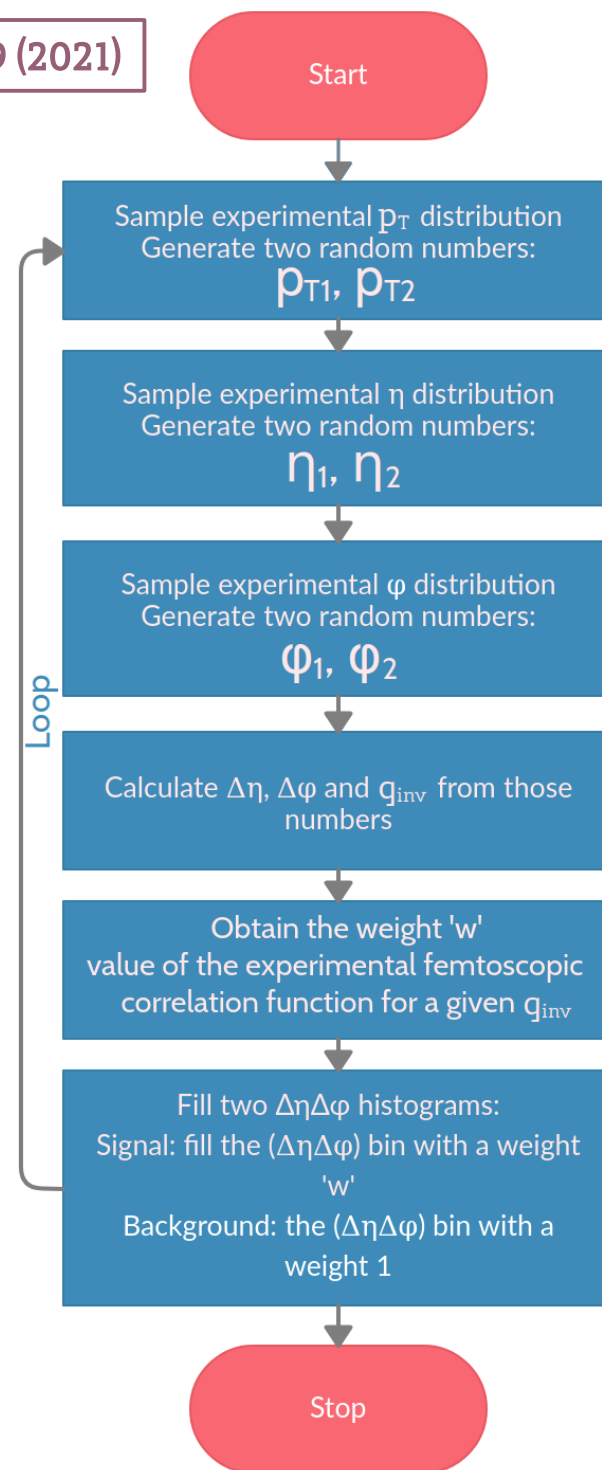 9 (2021)
Start
Sample experimental pT distribution
Generate two random numbers:
pT1, pT2
Sample experimental η distribution
Generate two random numbers:
η1, η2
Sample experimental φ distribution
Generate two random numbers:
φ1, φ2
Loop
Calculate Δη, Δφ and qinv from those
numbers
Obtain the weight 'w'
value of the experimental femtoscopic
correlation function for a given qinv
Fill two ΔηΔφ histograms:
Signal: fill the (ΔηΔφ) bin with a weight
'w'
Background: the (ΔηΔφ) bin with a
weight 1
Stop